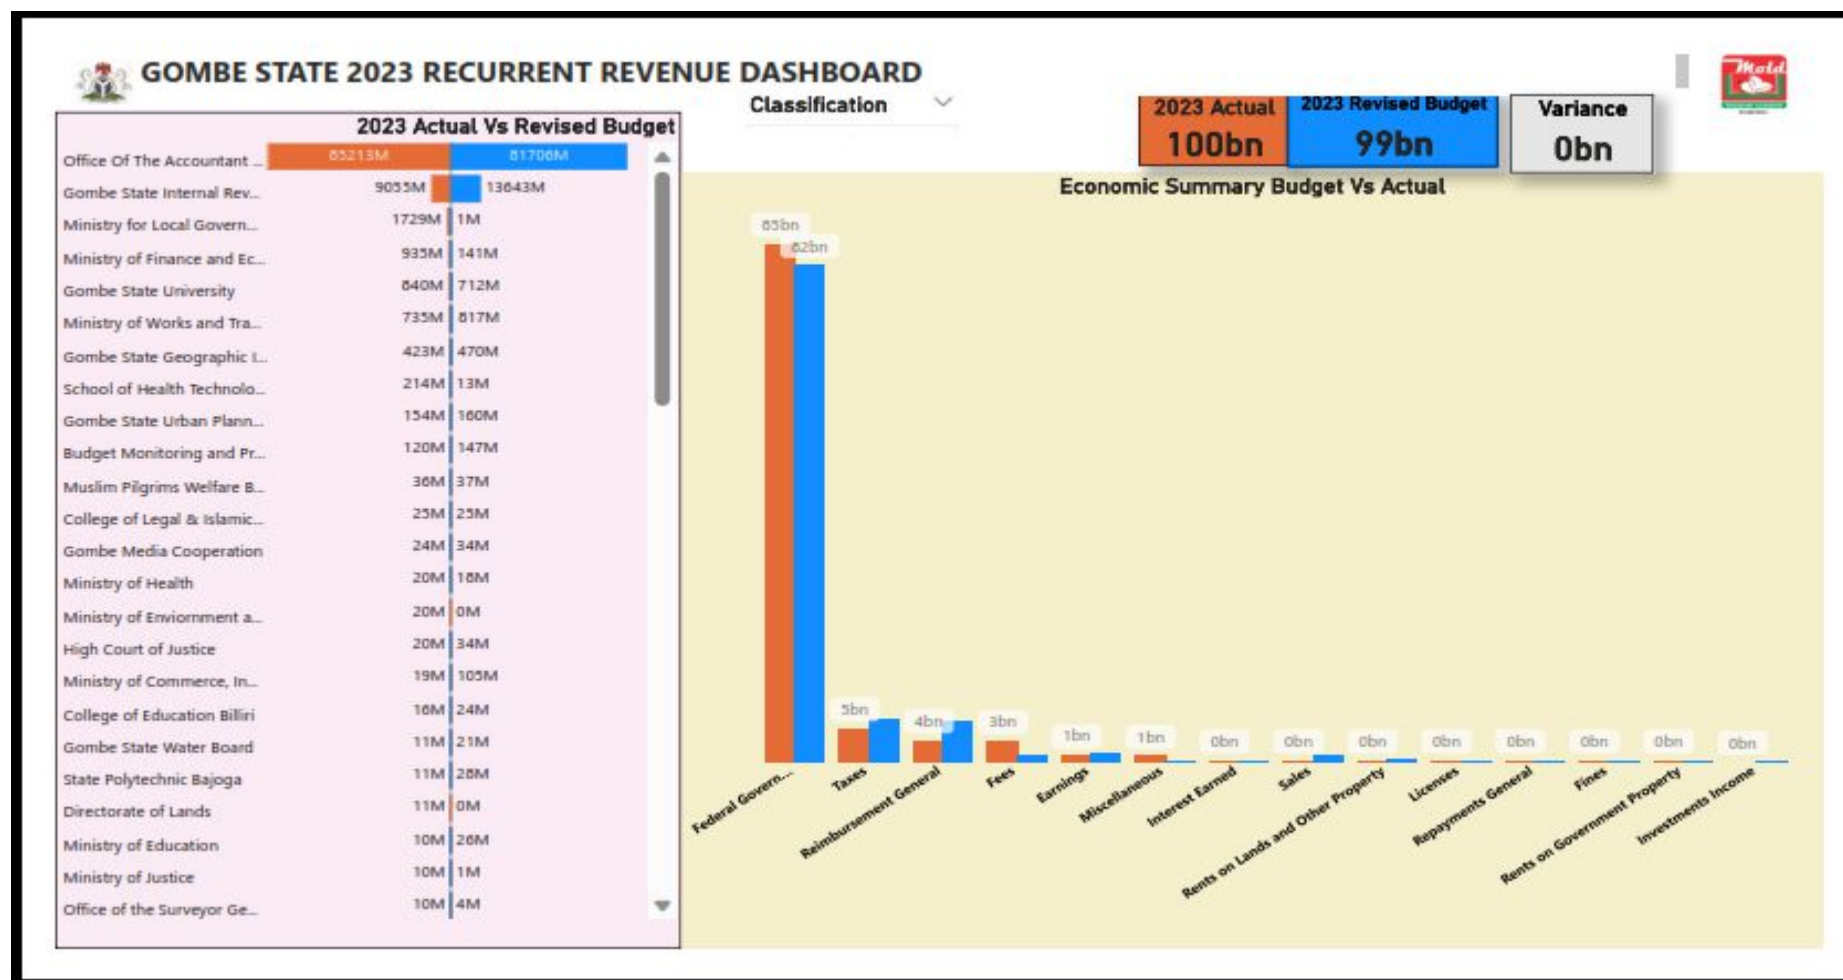 GOMBE STATE 2023 RECURRENT REVENUE DASHBOARD
Mold
Classification
2023 Actual
100bn
2023 Revised Budget
99bn
Variance
0bn
2023 Actual Vs Revised Budget
Office Of The Accountant ... 85213M 81706M
Gombe State Internal Rev... 9055M 13643M
Ministry for Local Govern... 1729M 1M
Ministry of Finance and Ec... 935M 141M
Gombe State University 840M 712M
Ministry of Works and Tra... 735M 817M
Gombe State Geographic I... 423M 470M
School of Health Technolo... 214M 13M
Gombe State Urban Plann... 154M 160M
Budget Monitoring and Pr... 120M 147M
Muslim Pilgrims Welfare B... 36M 37M
College of Legal & Islamic... 25M 25M
Gombe Media Cooperation 24M 34M
Ministry of Health 20M 18M
Ministry of Enviornment a... 20M 0M
High Court of Justice 20M 34M
Ministry of Commerce, In... 19M 105M
College of Education Billiri 16M 24M
Gombe State Water Board 11M 21M
State Polytechnic Bajoga 11M 28M
Directorate of Lands 11M 0M
Ministry of Education 10M 26M
Ministry of Justice 10M 1M
Office of the Surveyor Ge... 10M 4M
Economic Summary Budget Vs Actual
85bn
82bn
5bn
4bn
3bn
1bn
1bn
0bn
0bn
0bn
0bn
0bn
0bn
0bn
0bn
Federal Govern...
Taxes
Reimbursement General
Fees
Earnings
Miscellaneous
Interest Earned
Sales
Rents on Lands and Other Property
Licenses
Repayments General
Fines
Rents on Government Property
Investments Income